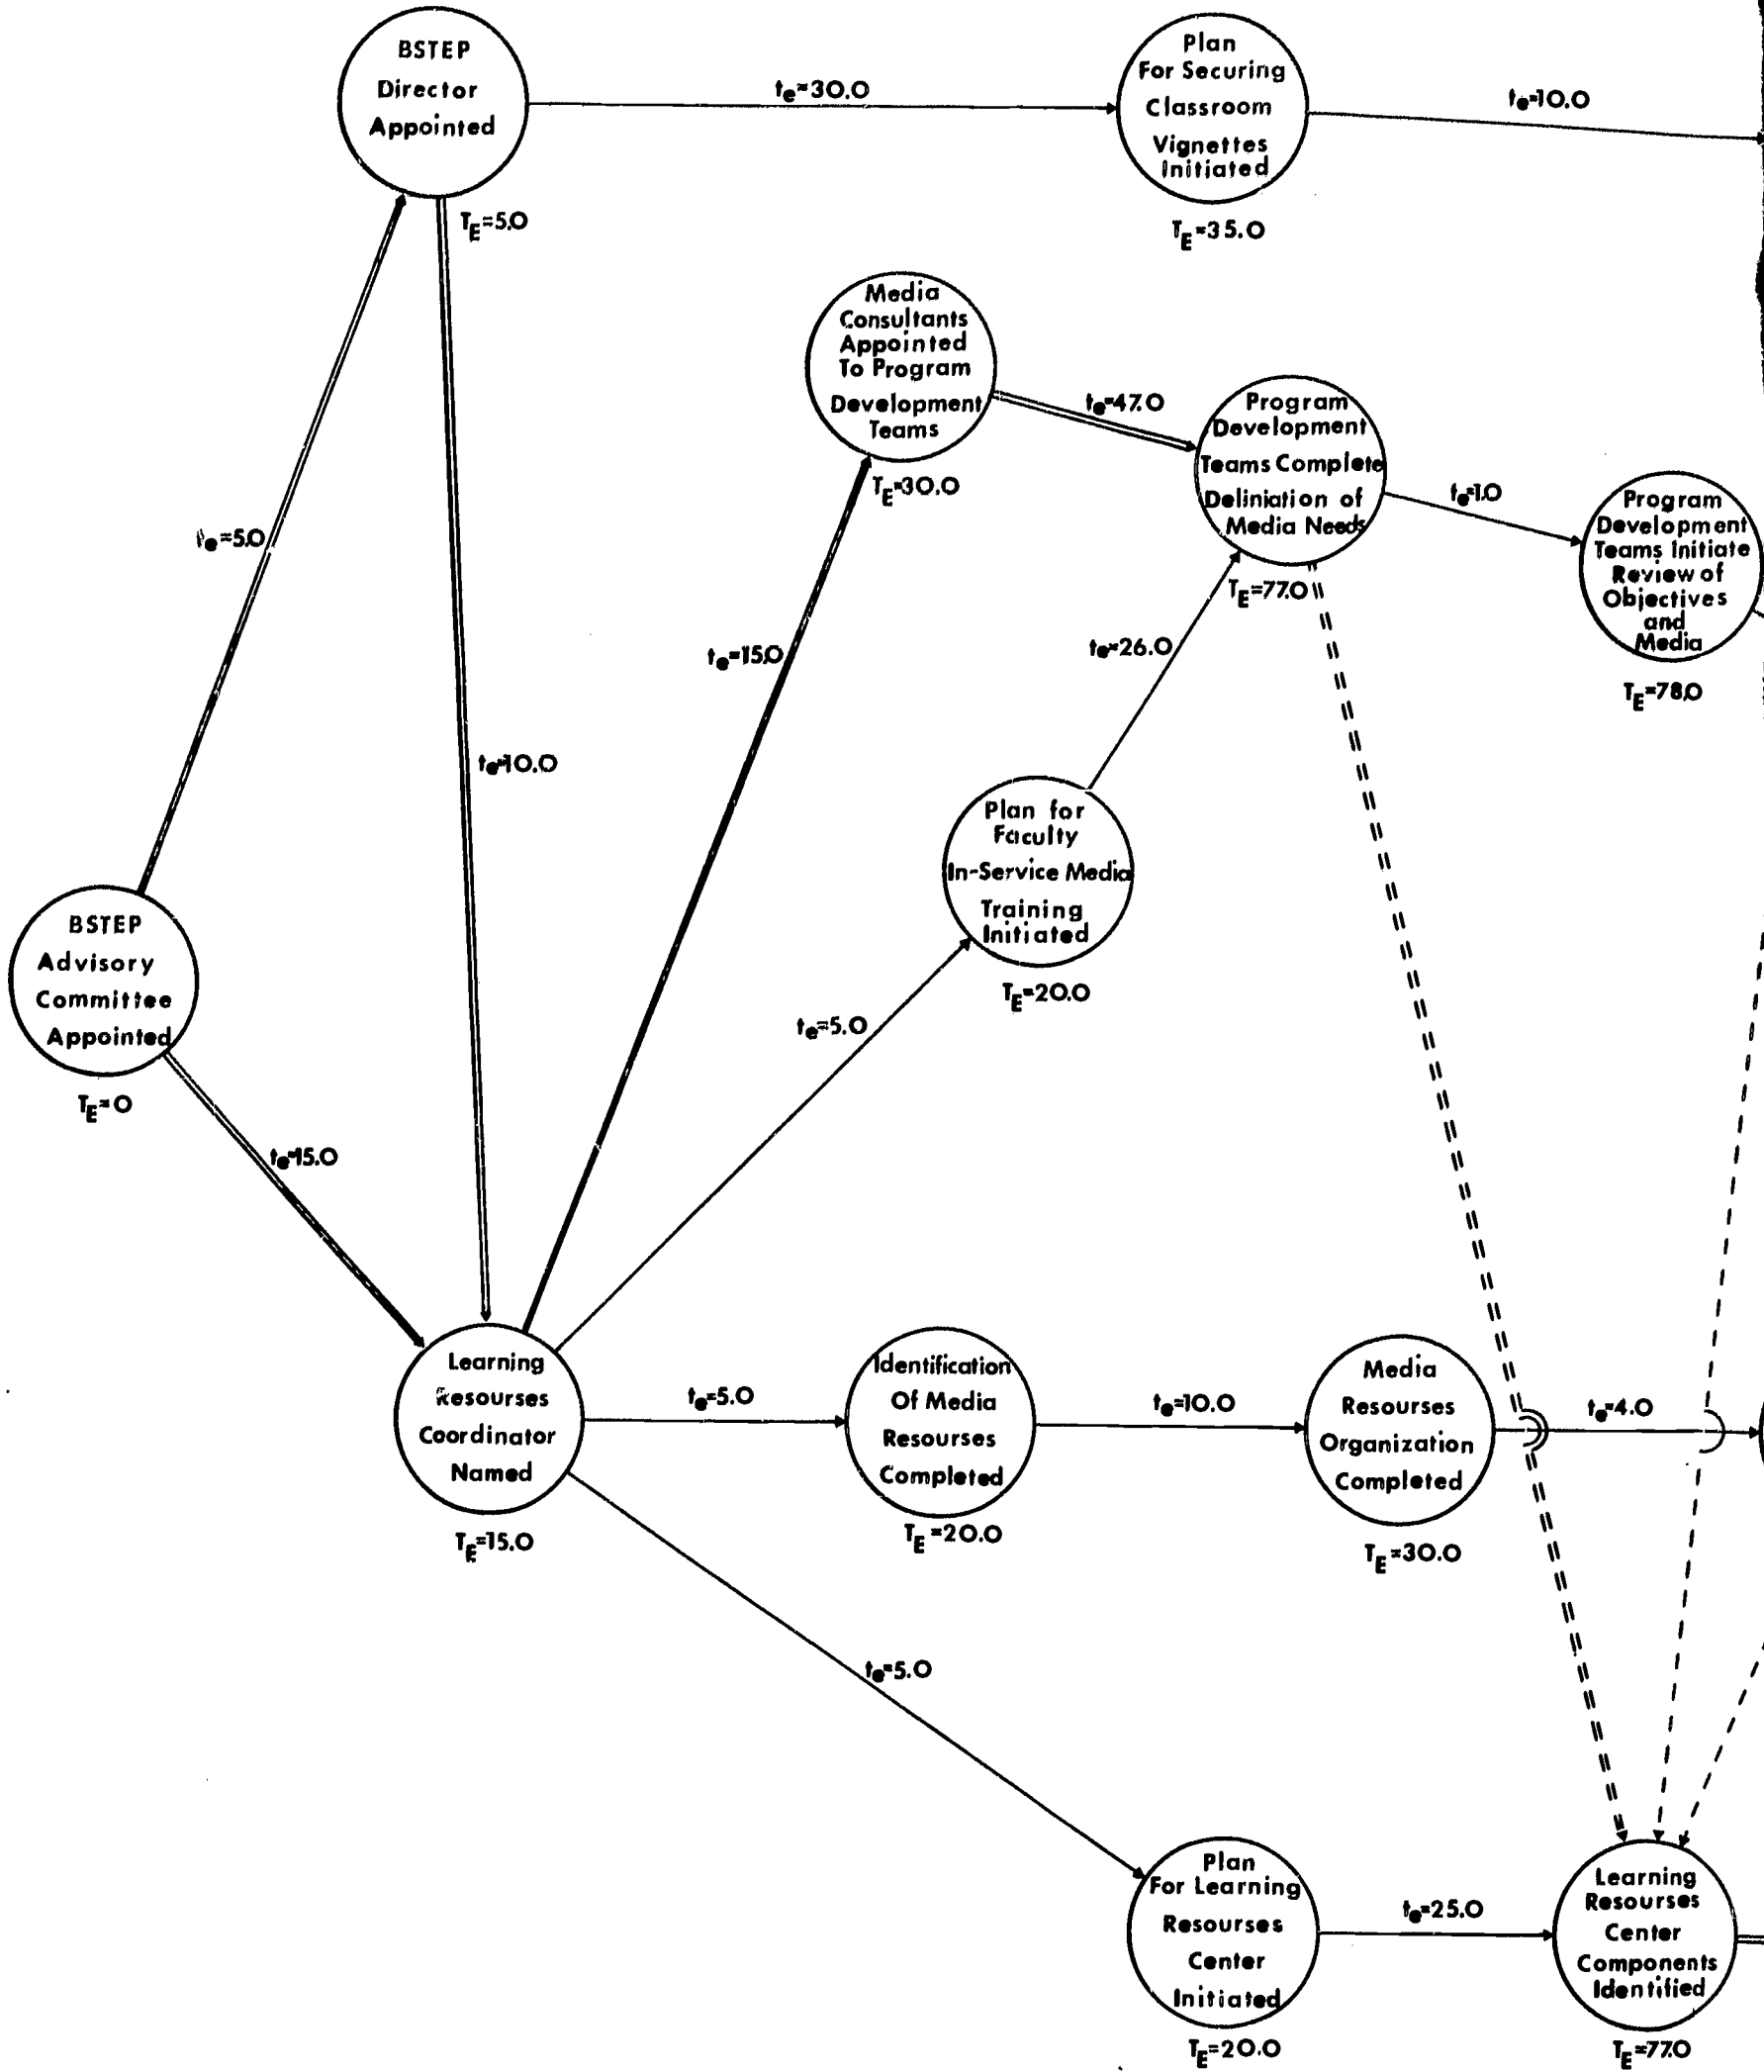 BSTEP
Director
Appointed
T_E=5.0
t_e=30.0
Plan
For Securing
Classroom
Vignettes
Initiated
T_E=35.0
t_e=10.0
Media
Consultants
Appointed
To Program
Development
Teams
T_E=30.0
t_e=47.0
Program
Development
Teams Complete
Deliniation of
Media Needs
T_E=77.0
t_e=1.0
Program
Development
Teams Initiate
Review of
Objectives
and
Media
T_E=78.0
t_e=5.0
t_e=15.0
t_e=26.0
t_e=10.0
Plan for
Faculty
In-Service Media
Training
Initiated
T_E=20.0
BSTEP
Advisory
Committee
Appointed
T_E=0
t_e=5.0
t_e=15.0
Learning
Resourses
Coordinator
Named
T_E=15.0
t_e=5.0
Identification
Of Media
Resourses
Completed
T_E=20.0
t_e=10.0
Media
Resourses
Organization
Completed
T_E=30.0
t_e=4.0
t_e=5.0
Plan
For Learning
Resourses
Center
Initiated
T_E=20.0
t_e=25.0
Learning
Resourses
Center
Components
Identified
T_E=77.0